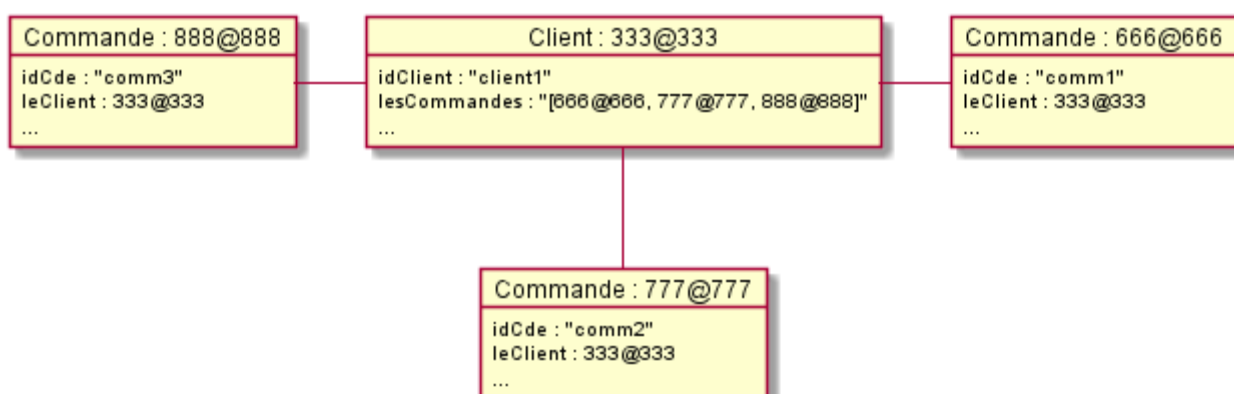 Commande : 888@888
idCde : "comm3"
leClient : 333@333
...
Client : 333@333
idClient : "client1"
lesCommandes : "[666@666, 777@777, 888@888]"
...
Commande : 666@666
idCde : "comm1"
leClient : 333@333
...
Commande : 777@777
idCde : "comm2"
leClient : 333@333
...